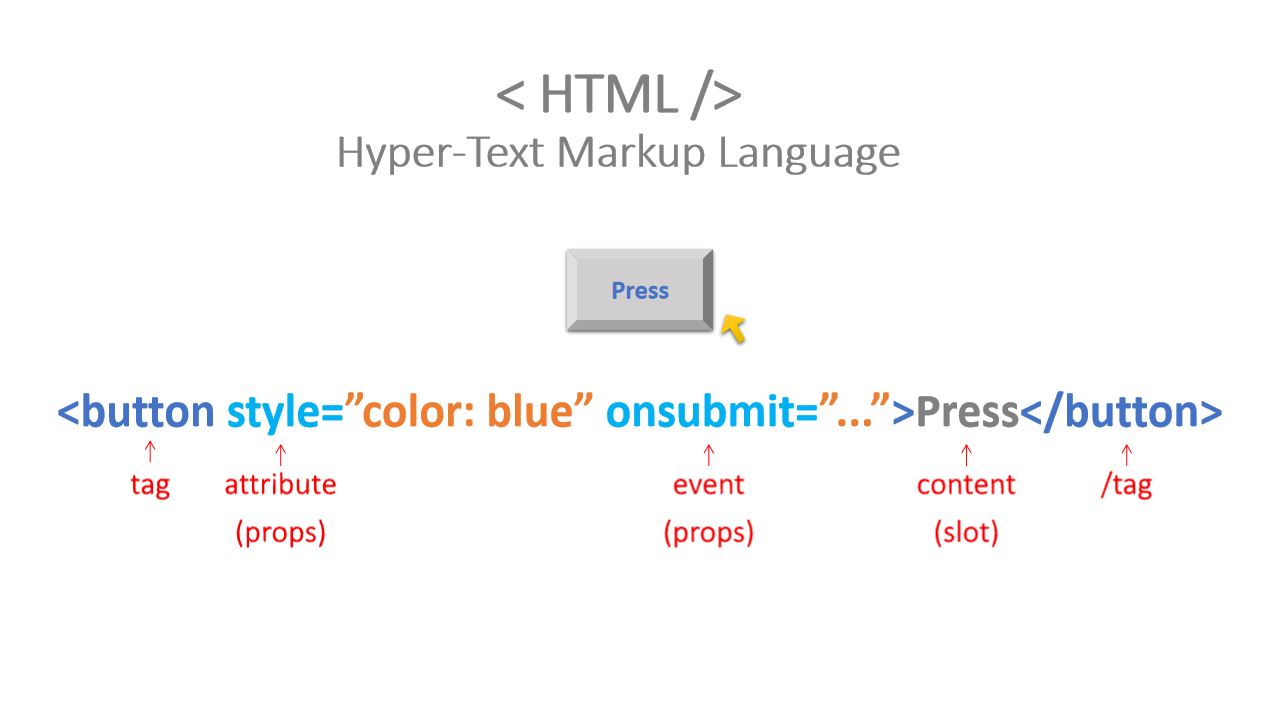 < HTML />
Hyper-Text Markup Language
Press
<button style=”color: blue” onsubmit=”...”>Press</button>
tag attribute event content /tag
(props) (props) (slot)